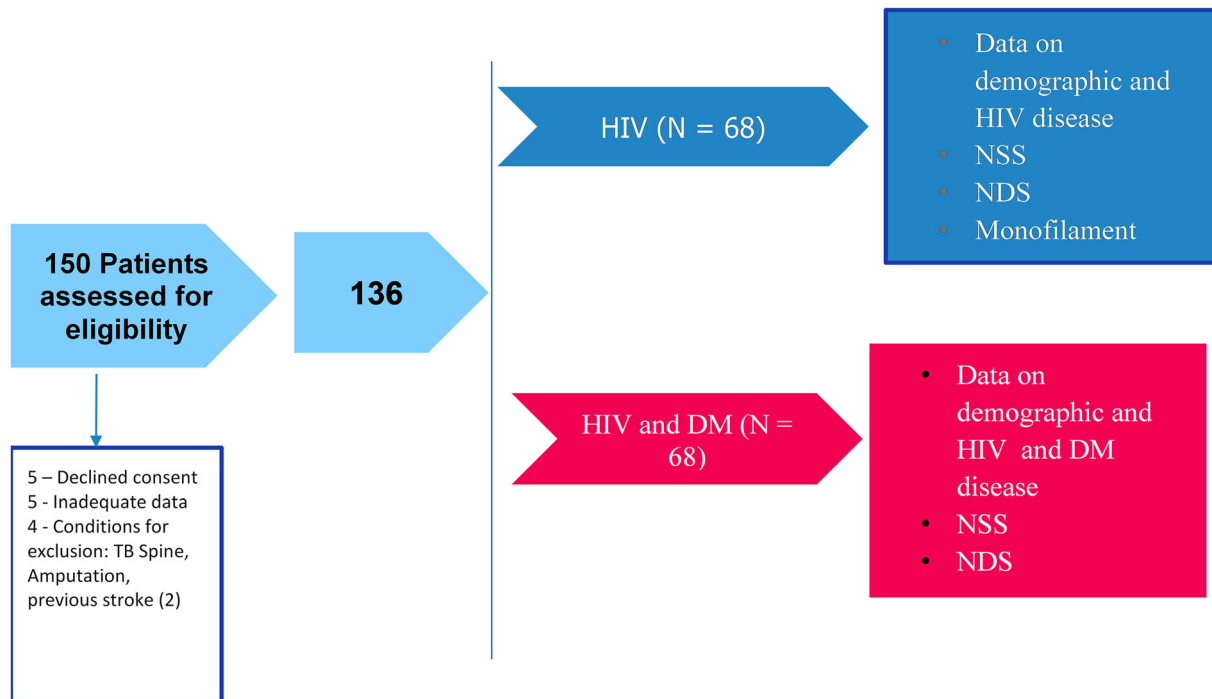 150 Patients
assessed for
eligibility
5 – Declined consent
5 - Inadequate data
4 - Conditions for
exclusion: TB Spine,
Amputation,
previous stroke (2)
136
HIV (N = 68)
• Data on
demographic and
HIV disease
• NSS
• NDS
• Monofilament
HIV and DM (N =
68)
• Data on
demographic and
HIV and DM
disease
• NSS
• NDS